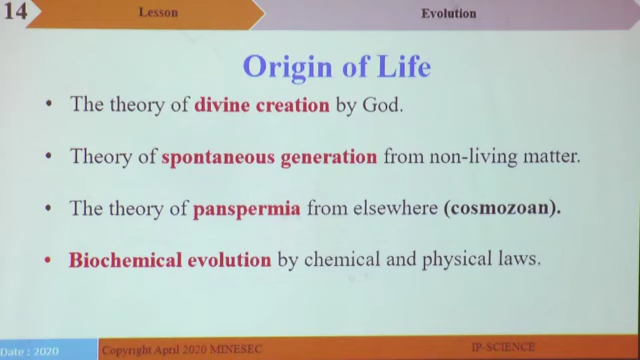 14
Lesson
Evolution
Origin of Life
• The theory of divine creation by God.
• Theory of spontaneous generation from non-living matter.
• The theory of panspermia from elsewhere (cosmozoan).
• Biochemical evolution by chemical and physical laws.
Date : 2020
Copyright April 2020 MINESEC
IP-SCIENCE